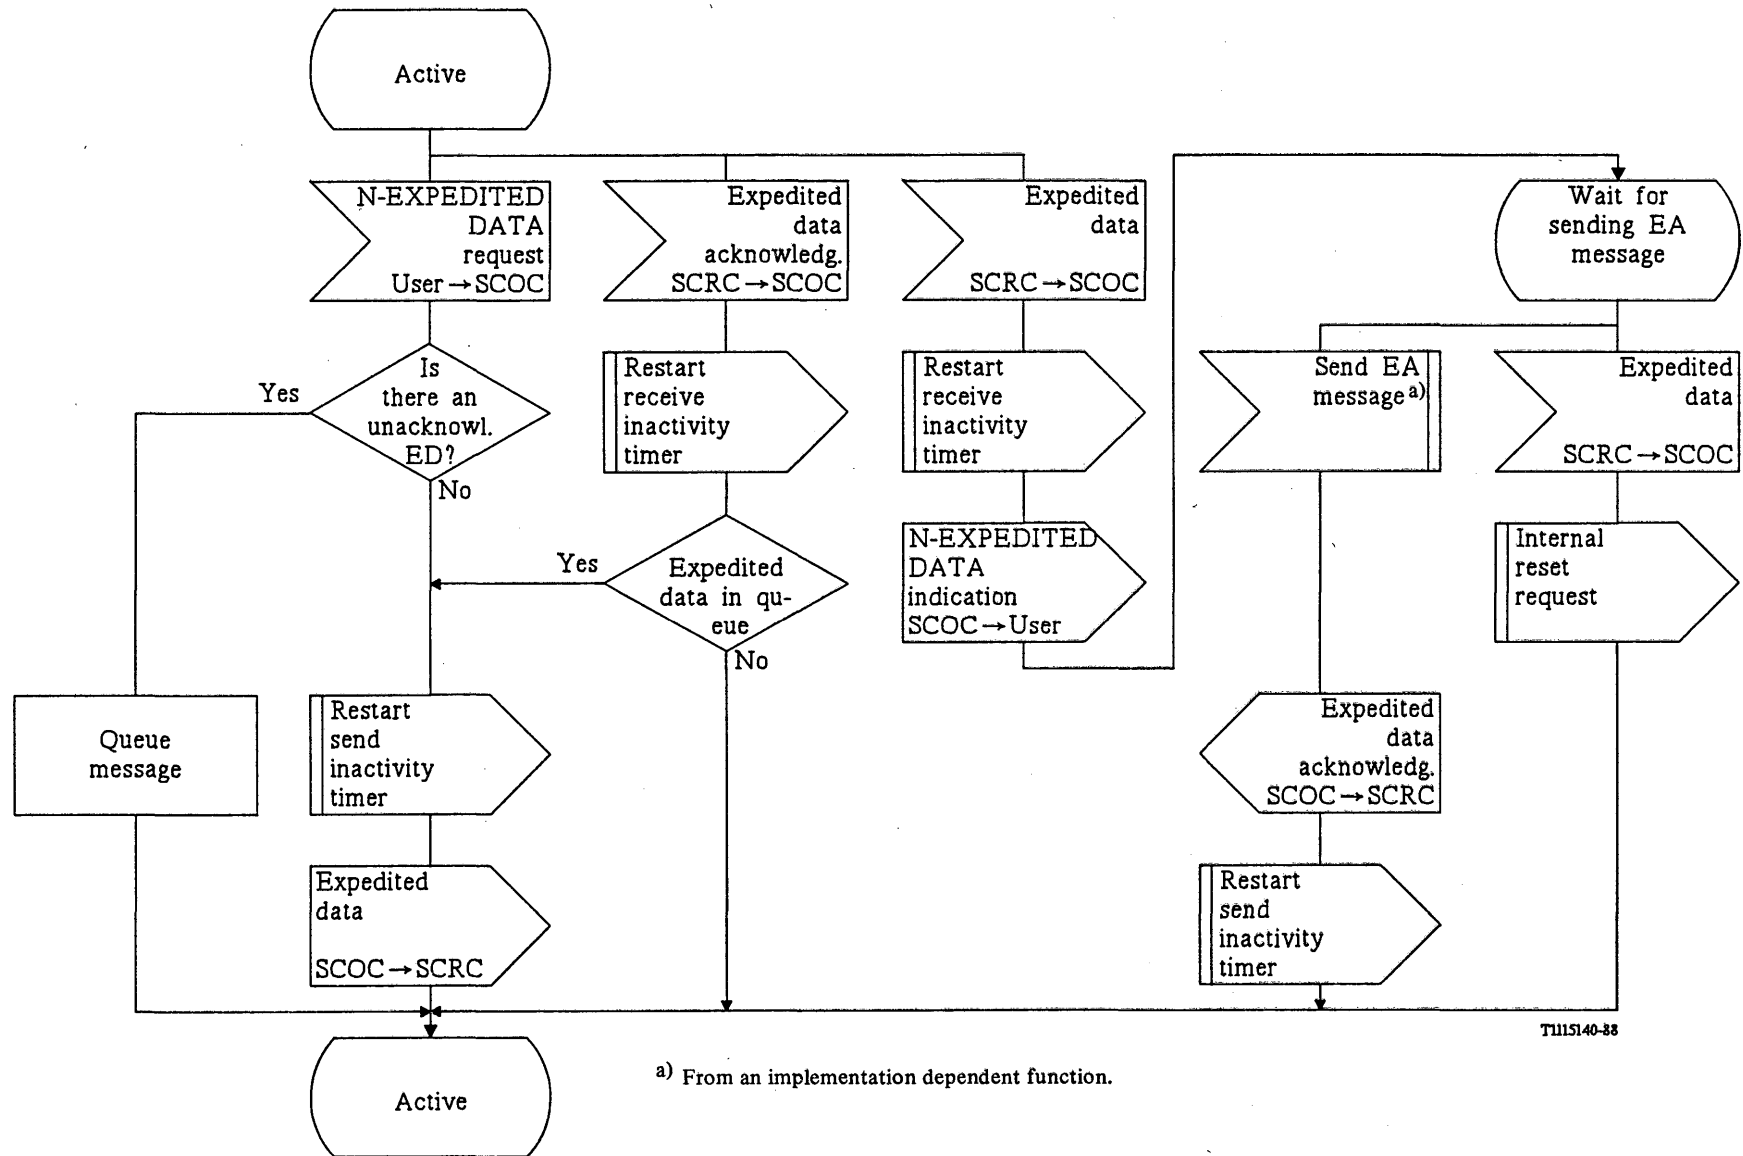 Active
N-EXPEDITED
DATA
request
User→SCOC
Expedited
data
acknowledg.
SCRC→SCOC
Expedited
data
SCRC→SCOC
Wait for
sending EA
message
Is
there an
unacknowl.
ED?
Yes
No
Restart
receive
inactivity
timer
Restart
receive
inactivity
timer
Send EA
message a)
Expedited
data
SCRC→SCOC
Yes
Expedited
data in qu-
eue
No
N-EXPEDITED
DATA
indication
SCOC→User
Internal
reset
request
Queue
message
Restart
send
inactivity
timer
Expedited
data
acknowledg.
SCOC→SCRC
Expedited
data
SCOC→SCRC
Restart
send
inactivity
timer
T1115140-88
Active
a) From an implementation dependent function.